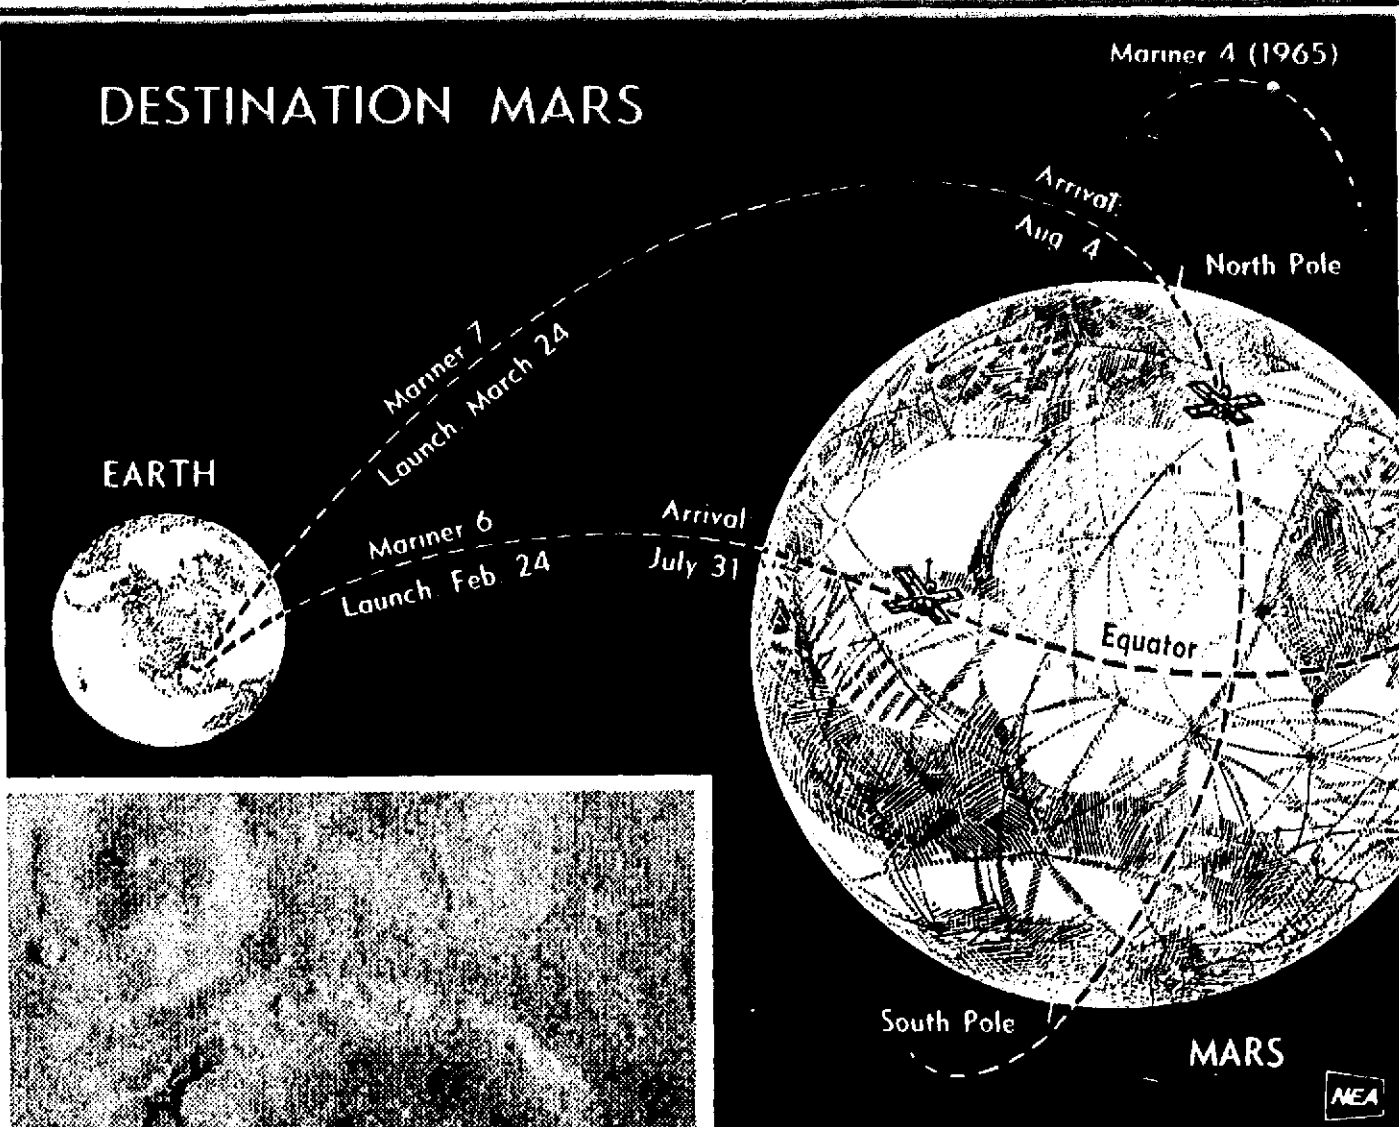 DESTINATION MARS
Mariner 4 (1965)
Arrival:
Aug 4
North Pole
Mariner 7
Launch March 24
EARTH
Mariner 6
Launch Feb. 24
Arrival
July 31
Equator
South Pole
MARS
NEA